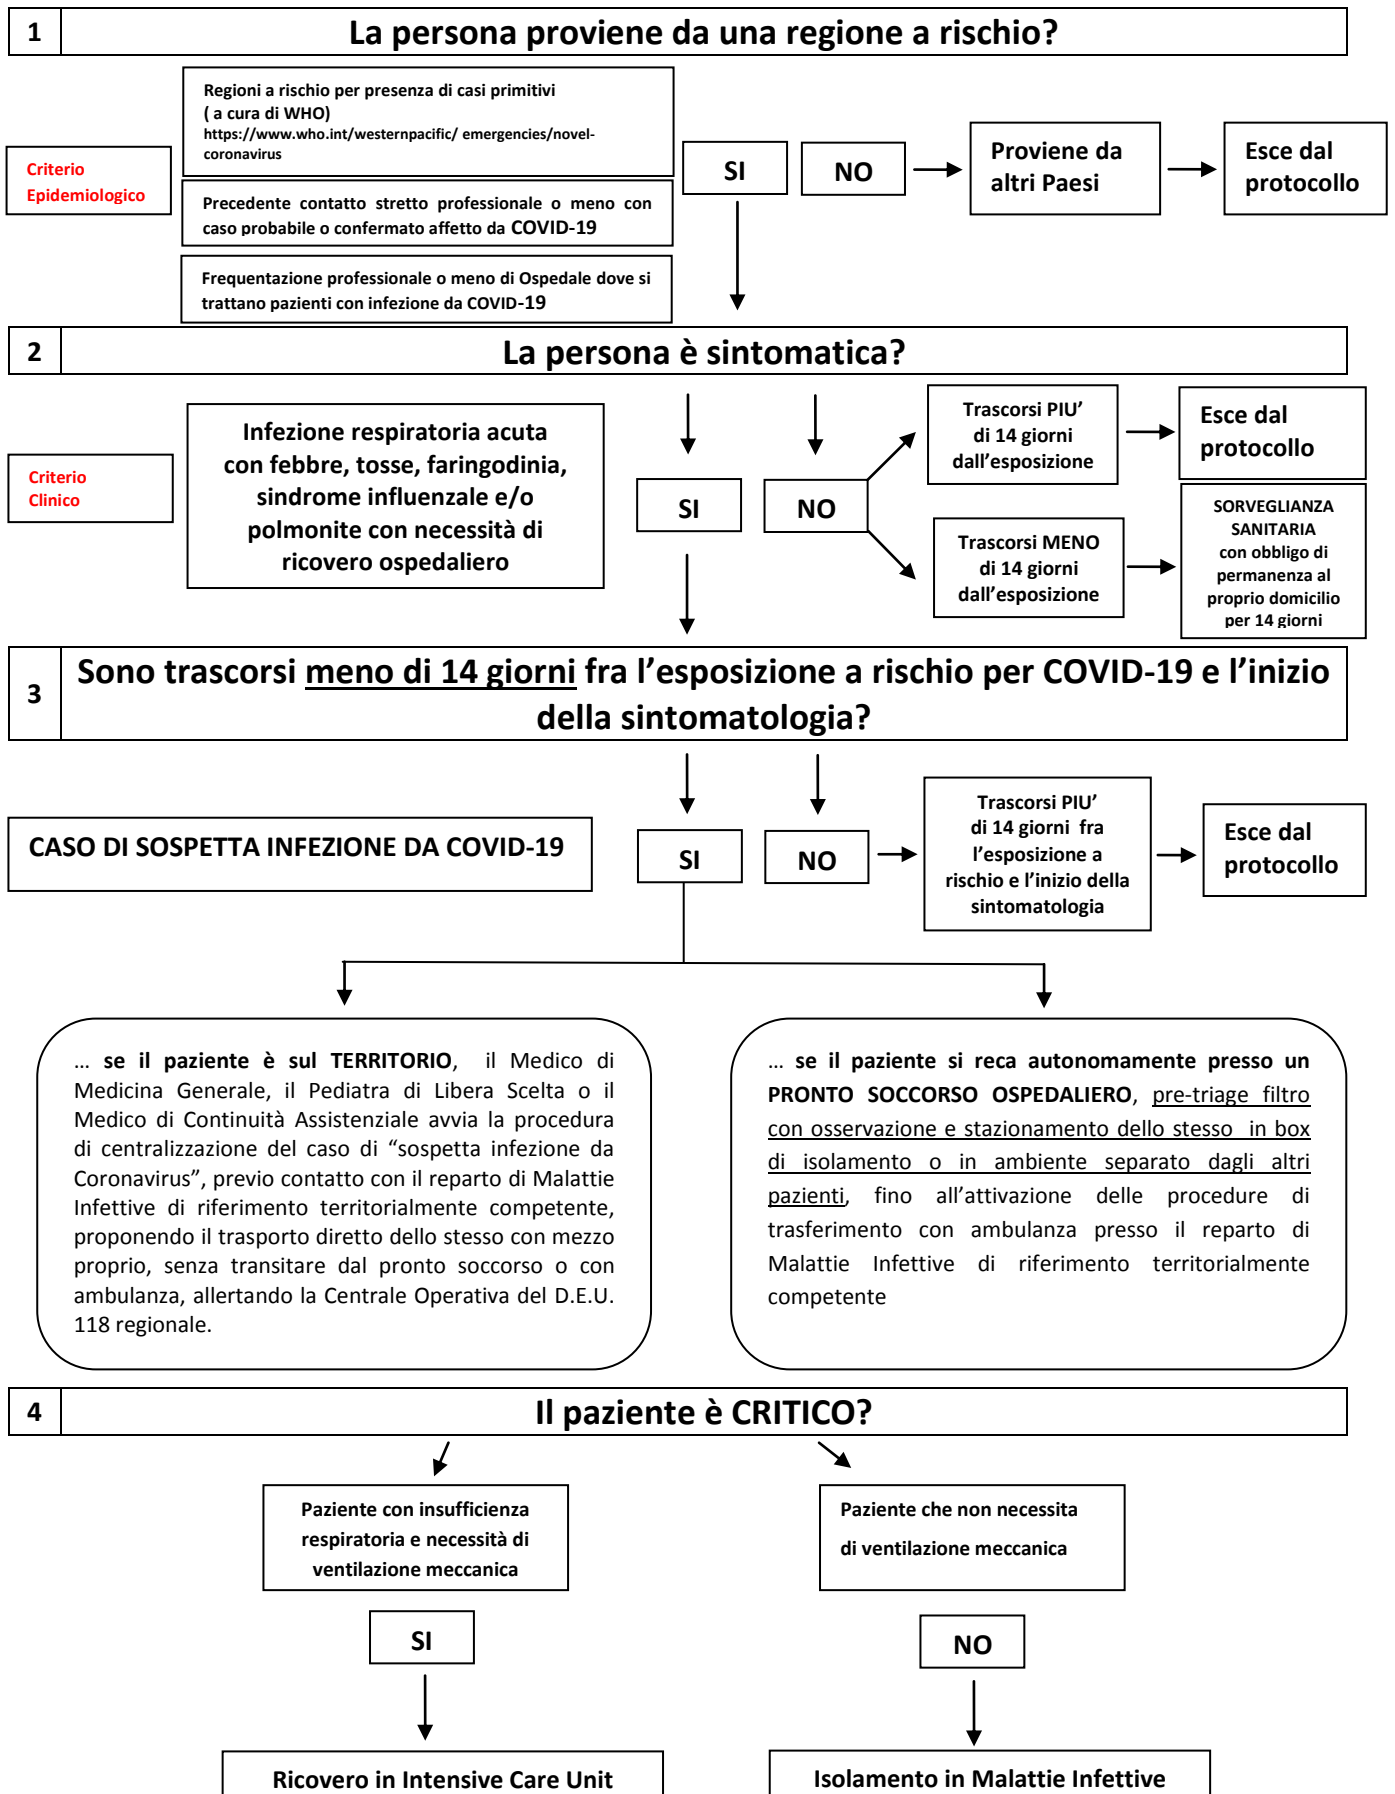 1
La persona proviene da una regione a rischio?
Regioni a rischio per presenza di casi primitivi
( a cura di WHO)
https://www.who.int/westernpacific/ emergencies/novel-
coronavirus
Criterio
Epidemiologico
Precedente contatto stretto professionale o meno con
caso probabile o confermato affetto da COVID-19
Frequentazione professionale o meno di Ospedale dove si
trattano pazienti con infezione da COVID-19
SI
NO
Proviene da
altri Paesi
Esce dal
protocollo
2
La persona è sintomatica?
Criterio
Clinico
Infezione respiratoria acuta
con febbre, tosse, faringodinia,
sindrome influenzale e/o
polmonite con necessità di
ricovero ospedaliero
SI
NO
Trascorsi PIU’
di 14 giorni
dall’esposizione
Esce dal
protocollo
Trascorsi MENO
di 14 giorni
dall’esposizione
SORVEGLIANZA
SANITARIA
con obbligo di
permanenza al
proprio domicilio
per 14 giorni
3
Sono trascorsi meno di 14 giorni fra l’esposizione a rischio per COVID-19 e l’inizio
della sintomatologia?
CASO DI SOSPETTA INFEZIONE DA COVID-19
SI
NO
Trascorsi PIU’
di 14 giorni fra
l’esposizione a
rischio e l’inizio della
sintomatologia
Esce dal
protocollo
... se il paziente è sul TERRITORIO, il Medico di
Medicina Generale, il Pediatra di Libera Scelta o il
Medico di Continuità Assistenziale avvia la procedura
di centralizzazione del caso di “sospetta infezione da
Coronavirus”, previo contatto con il reparto di Malattie
Infettive di riferimento territorialmente competente,
proponendo il trasporto diretto dello stesso con mezzo
proprio, senza transitare dal pronto soccorso o con
ambulanza, allertando la Centrale Operativa del D.E.U.
118 regionale.
... se il paziente si reca autonomamente presso un
PRONTO SOCCORSO OSPEDALIERO, pre-triage filtro
con osservazione e stazionamento dello stesso in box
di isolamento o in ambiente separato dagli altri
pazienti, fino all’attivazione delle procedure di
trasferimento con ambulanza presso il reparto di
Malattie Infettive di riferimento territorialmente
competente
4
Il paziente è CRITICO?
Paziente con insufficienza
respiratoria e necessità di
ventilazione meccanica
Paziente che non necessita
di ventilazione meccanica
SI
NO
Ricovero in Intensive Care Unit
Isolamento in Malattie Infettive